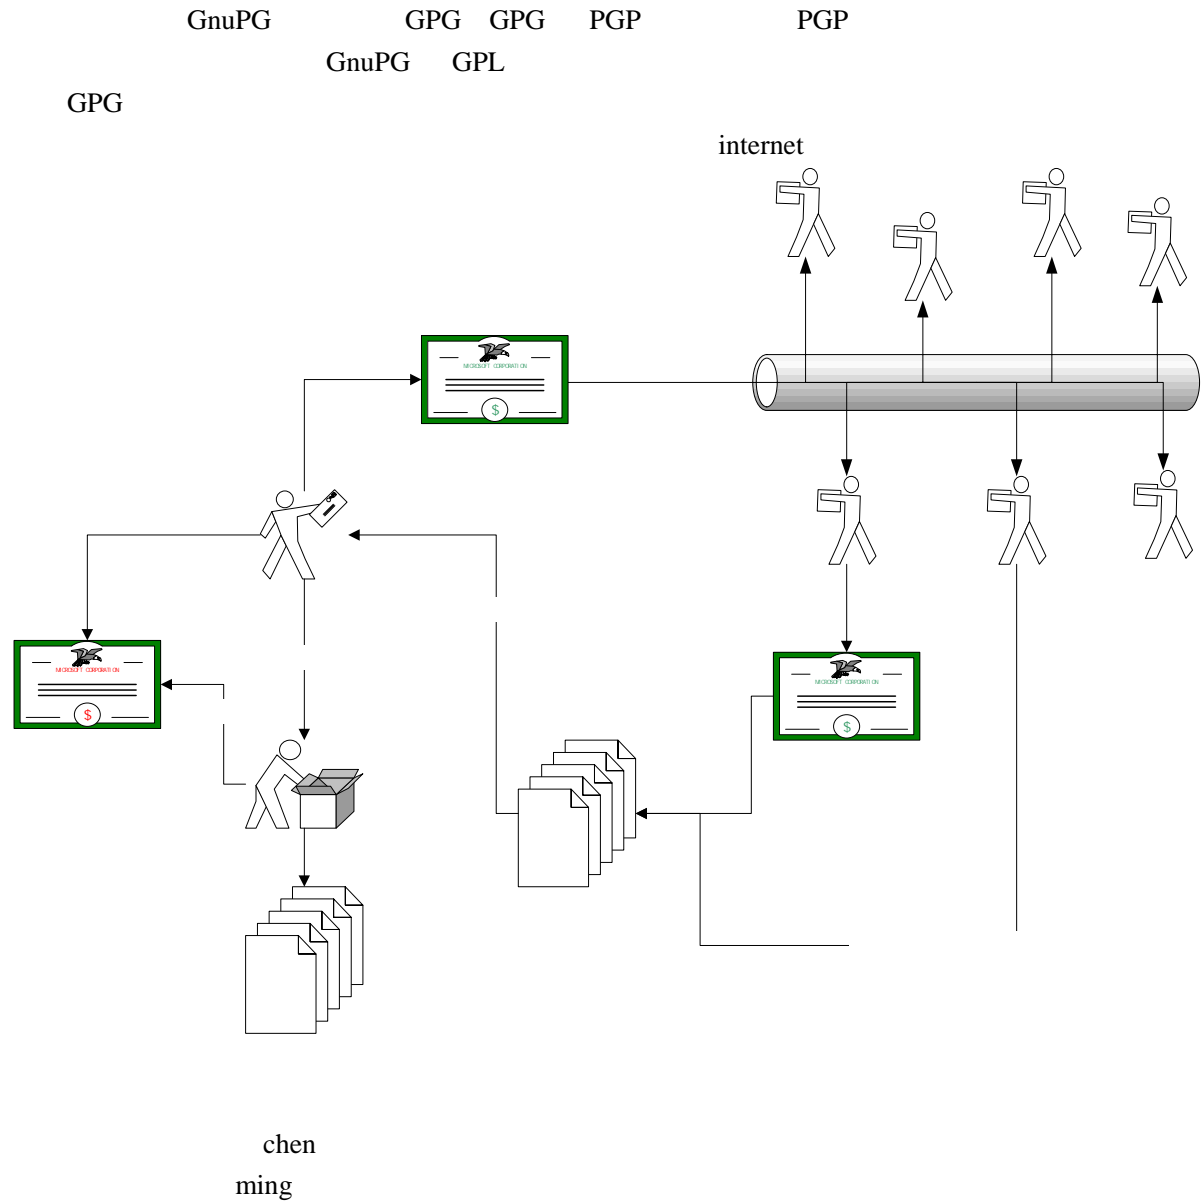 GnuPG GPG GPG PGP PGP
GnuPG GPL
GPG
internet
MICROSOFT CORPORATION
$
MICROSOFT CORPORATION
$
MICROSOFT CORPORATION
$
chen
ming